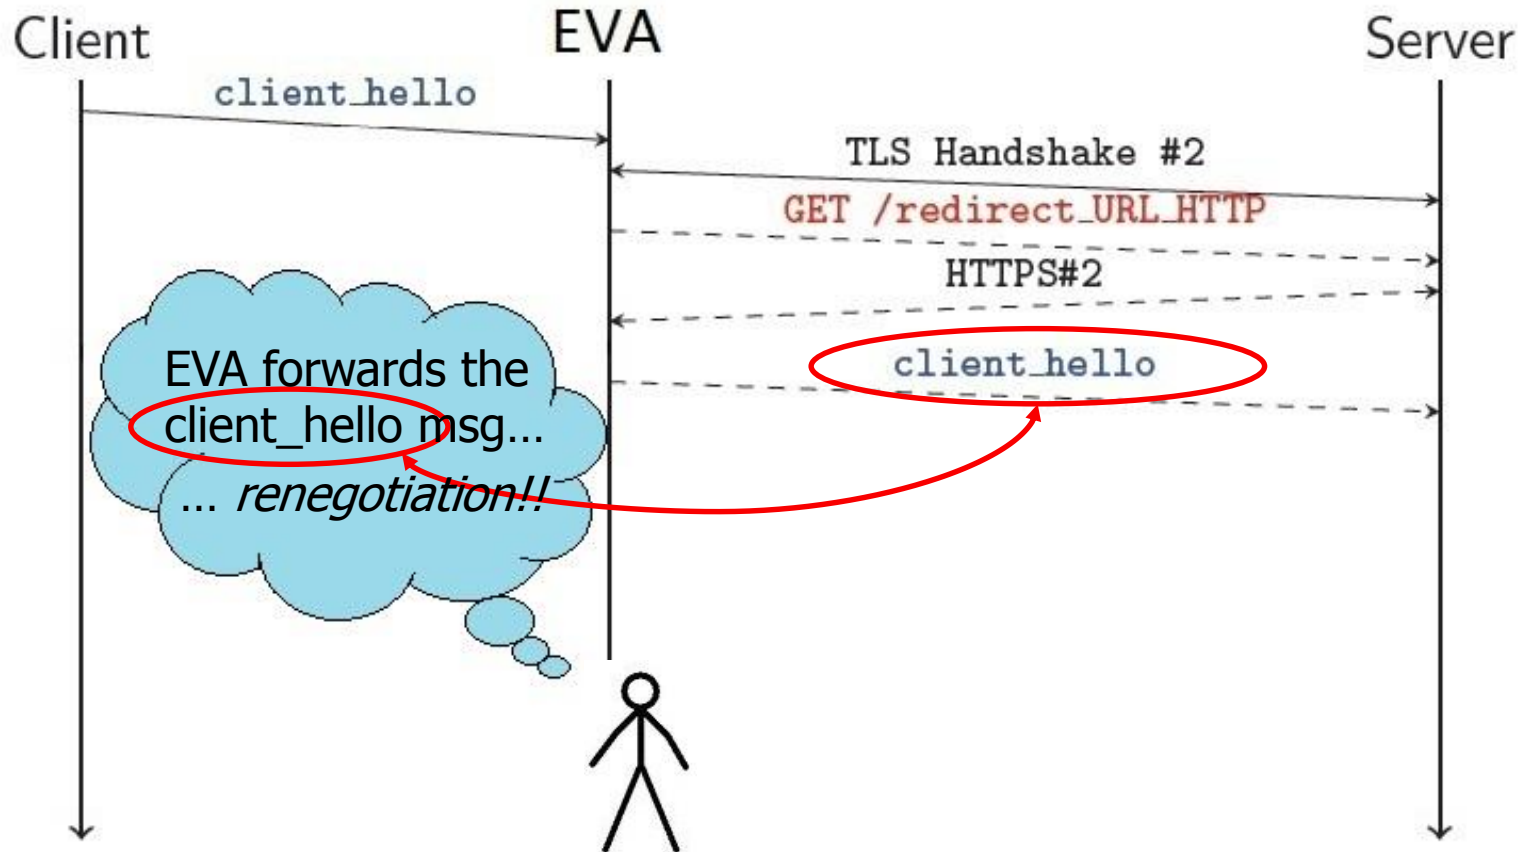 Client
EVA
Server
client_hello
TLS Handshake #2
GET /redirect_URL_HTTP
HTTPS#2
client_hello
EVA forwards the
client_hello msg...
... renegotiation!!